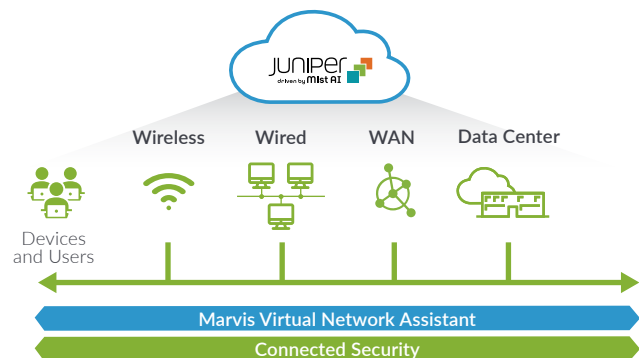 JUNIPER
driven by Mist AI
Wireless Wired WAN Data Center
Devices
and Users
Marvis Virtual Network Assistant
Connected Security